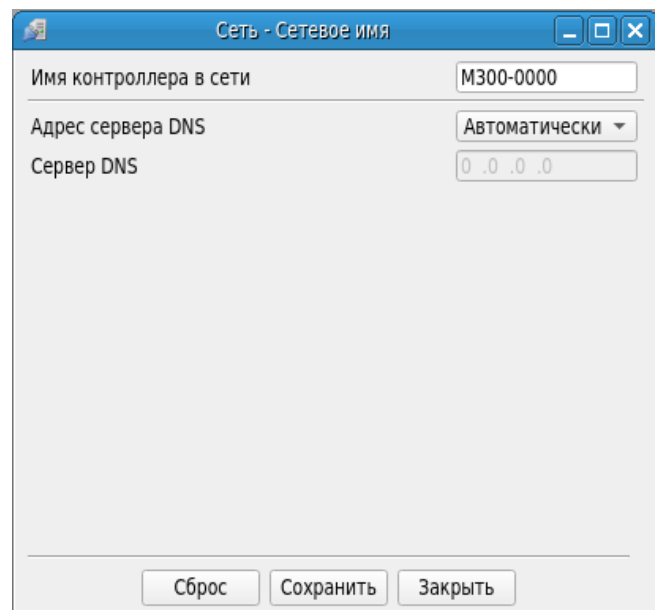 Сеть - Сетевое имя
Имя контроллера в сети M300-0000
Адрес сервера DNS Автоматически
Сервер DNS 0 .0 .0 .0
Сброс Сохранить Закрыть